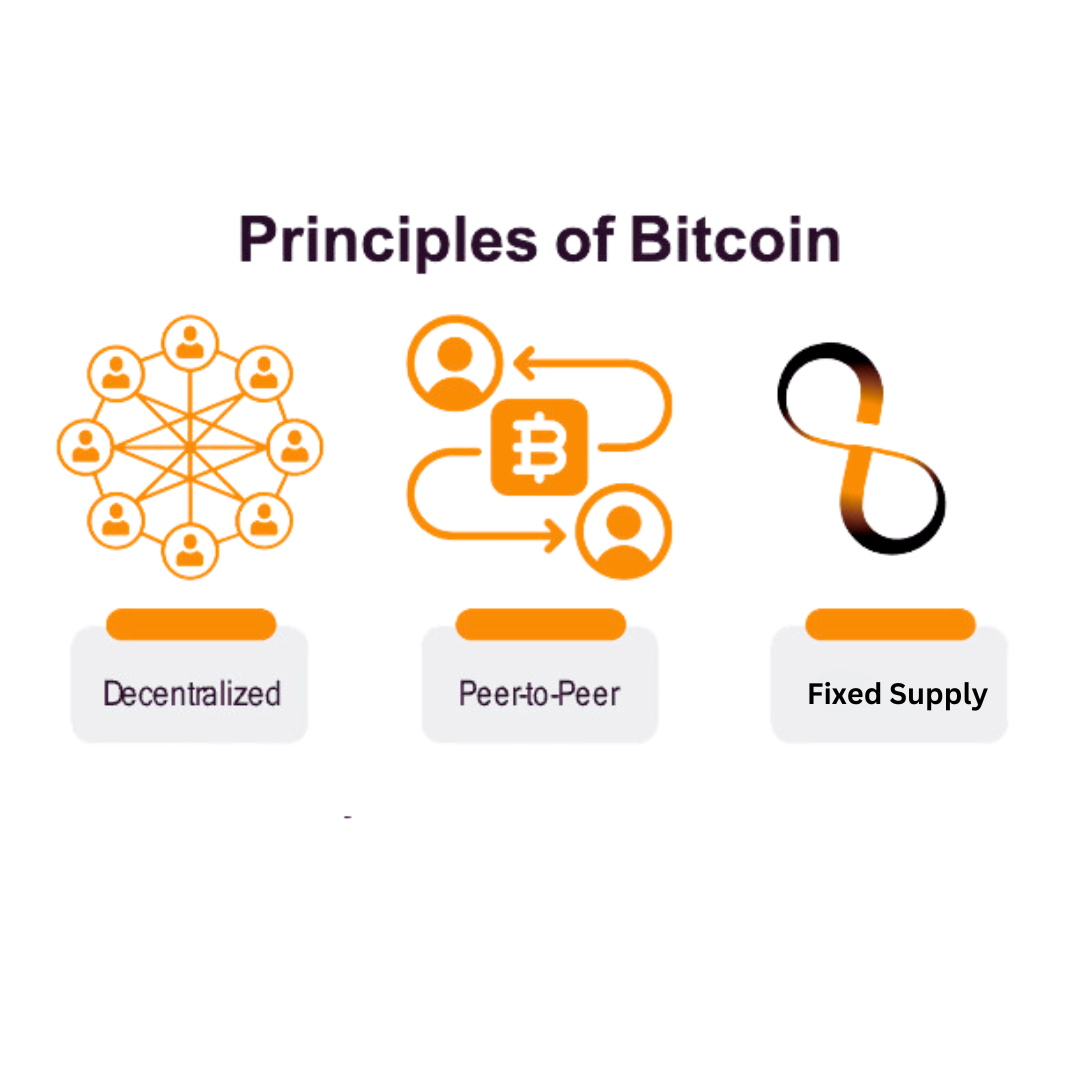 Principles of Bitcoin
Decentralized
Peer-to-Peer
Fixed Supply
-